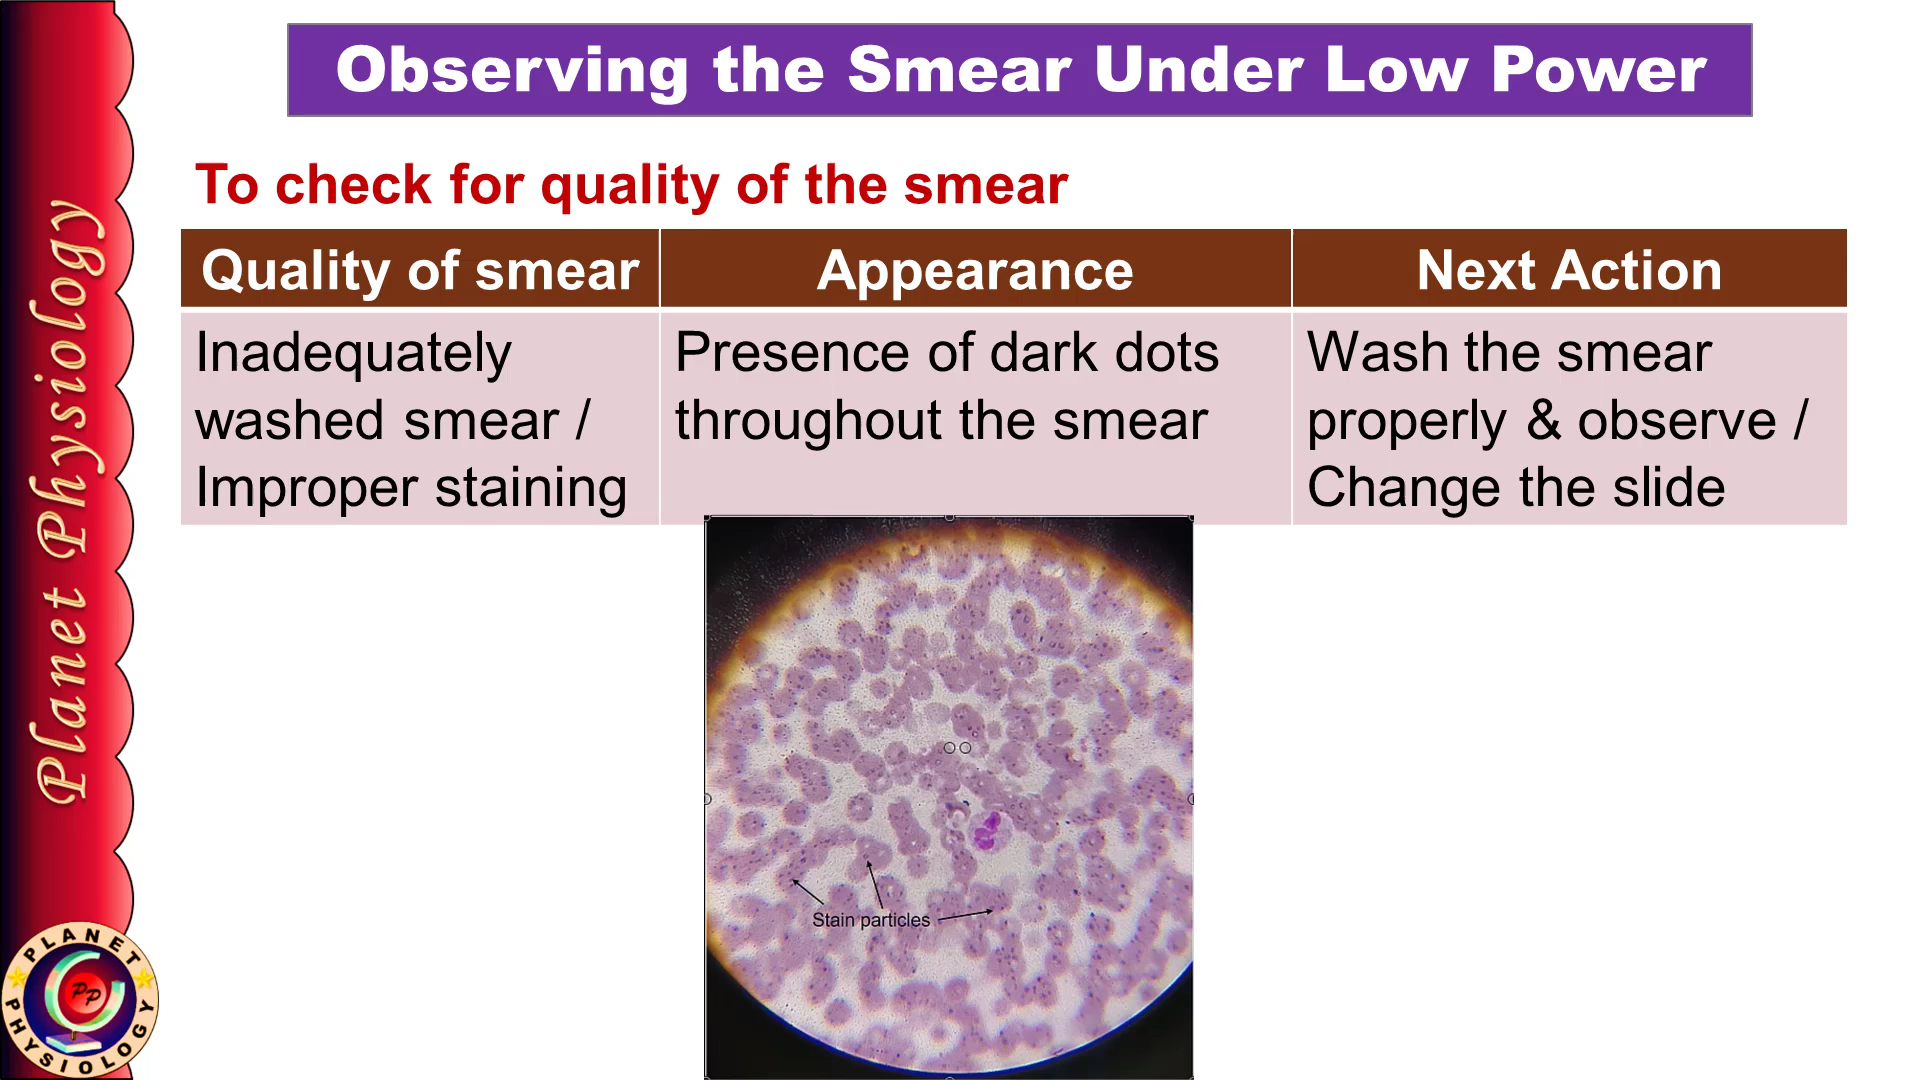 Observing the Smear Under Low Power
To check for quality of the smear
Quality of smear
Appearance
Next Action
Inadequately
washed smear /
Improper staining
Presence of dark dots
throughout the smear
Wash the smear
properly & observe /
Change the slide
Stain particles
Planet Physiology
PLANET
PP
PHYSIOLOGY